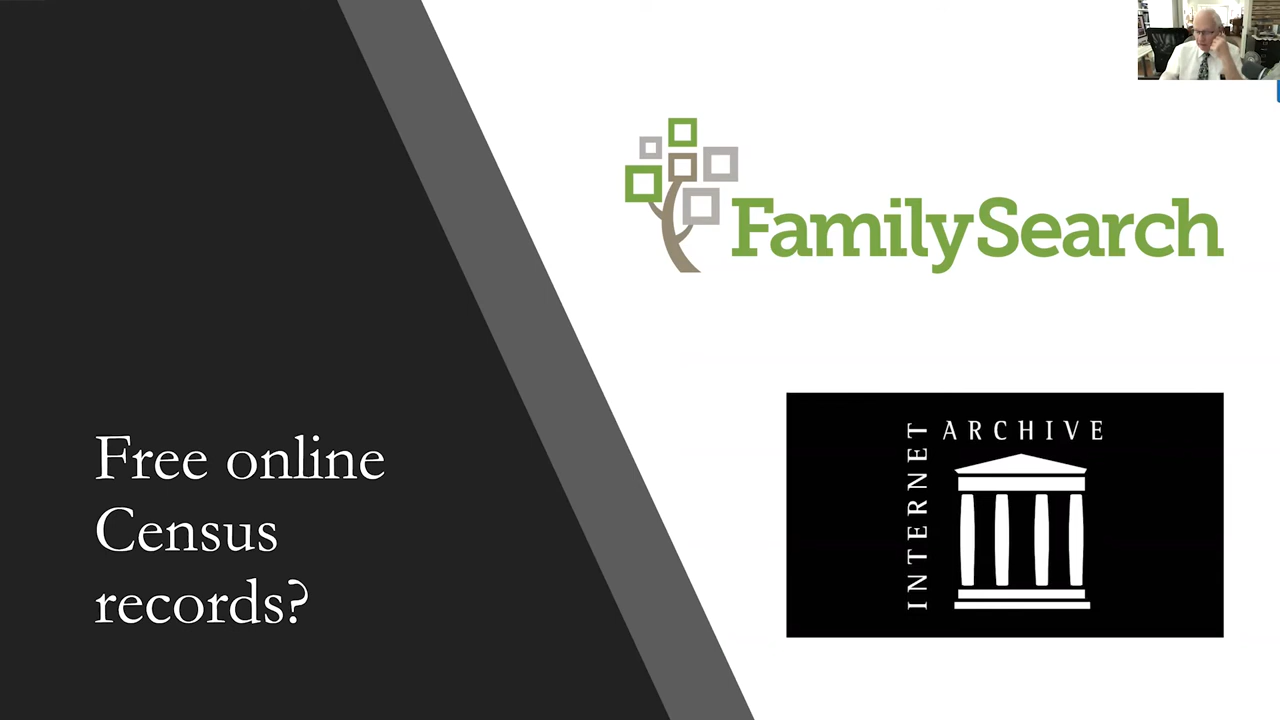 FamilySearch
INTERNET
ARCHIVE
Free online
Census
records?